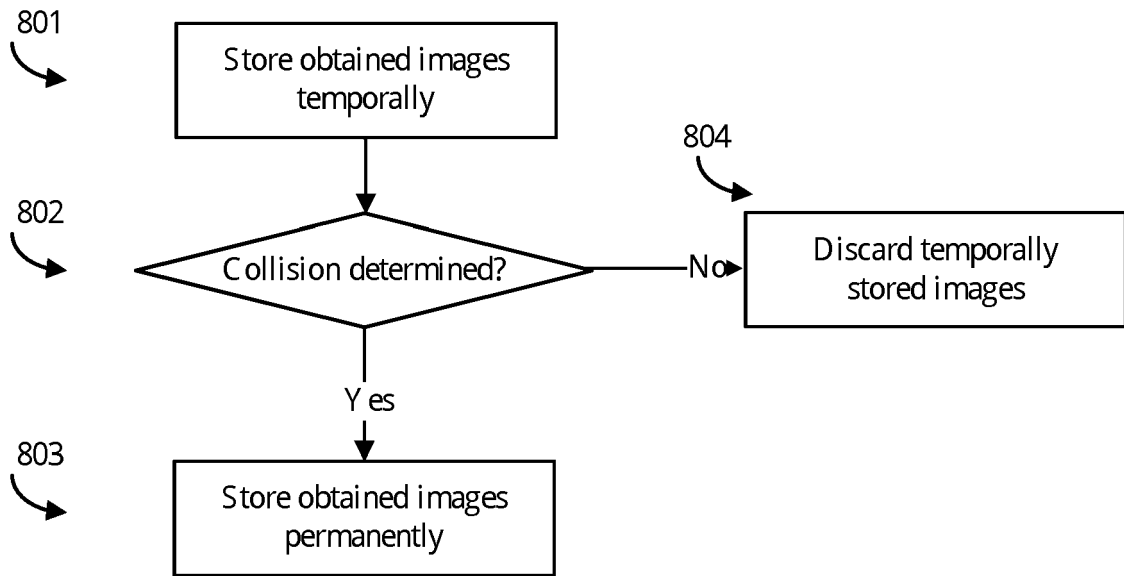 801
Store obtained images
temporally
804
802
Collision determined?
No
Discard temporally
stored images
Yes
803
Store obtained images
permanently